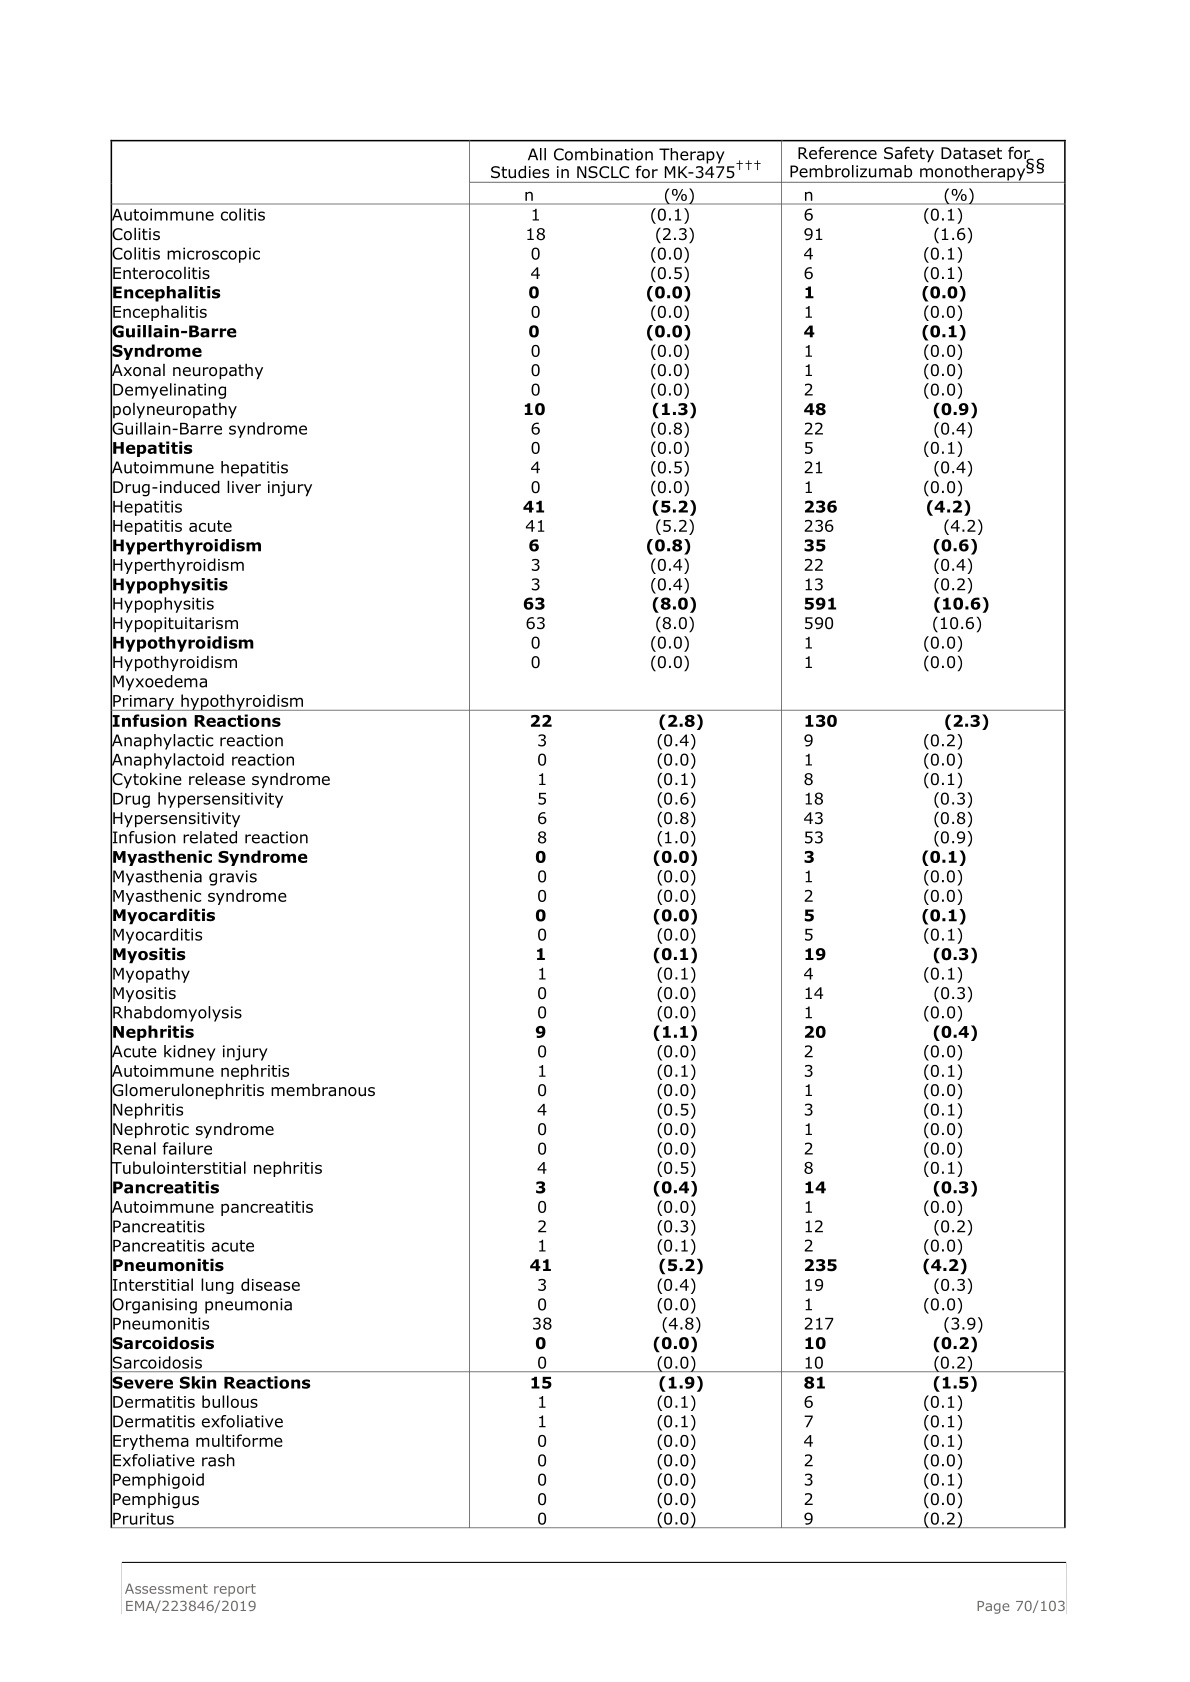 All Combination Therapy Studies in NSCLC for MK-3475††† Reference Safety Dataset for Pembrolizumab monotherapy§§
n (%) n (%)
Autoimmune colitis 1 (0.1) 6 (0.1)
Colitis 18 (2.3) 91 (1.6)
Colitis microscopic 0 (0.0) 4 (0.1)
Enterocolitis 4 (0.5) 6 (0.1)
Encephalitis 0 (0.0) 1 (0.0)
Encephalitis 0 (0.0) 1 (0.0)
Guillain-Barre 0 (0.0) 4 (0.1)
Syndrome 0 (0.0) 1 (0.0)
Axonal neuropathy 0 (0.0) 1 (0.0)
Demyelinating 0 (0.0) 2 (0.0)
polyneuropathy 10 (1.3) 48 (0.9)
Guillain-Barre syndrome 6 (0.8) 22 (0.4)
Hepatitis 0 (0.0) 5 (0.1)
Autoimmune hepatitis 4 (0.5) 21 (0.4)
Drug-induced liver injury 0 (0.0) 1 (0.0)
Hepatitis 41 (5.2) 236 (4.2)
Hepatitis acute 41 (5.2) 236 (4.2)
Hyperthyroidism 6 (0.8) 35 (0.6)
Hyperthyroidism 3 (0.4) 22 (0.4)
Hypophysitis 3 (0.4) 13 (0.2)
Hypophysitis 63 (8.0) 591 (10.6)
Hypopituitarism 63 (8.0) 590 (10.6)
Hypothyroidism 0 (0.0) 1 (0.0)
Hypothyroidism 0 (0.0) 1 (0.0)
Myxoedema
Primary hypothyroidism
Infusion Reactions 22 (2.8) 130 (2.3)
Anaphylactic reaction 3 (0.4) 9 (0.2)
Anaphylactoid reaction 0 (0.0) 1 (0.0)
Cytokine release syndrome 1 (0.1) 8 (0.1)
Drug hypersensitivity 5 (0.6) 18 (0.3)
Hypersensitivity 6 (0.8) 43 (0.8)
Infusion related reaction 8 (1.0) 53 (0.9)
Myasthenic Syndrome 0 (0.0) 3 (0.1)
Myasthenia gravis 0 (0.0) 1 (0.0)
Myasthenic syndrome 0 (0.0) 2 (0.0)
Myocarditis 0 (0.0) 5 (0.1)
Myocarditis 0 (0.0) 5 (0.1)
Myositis 1 (0.1) 19 (0.3)
Myopathy 1 (0.1) 4 (0.1)
Myositis 0 (0.0) 14 (0.3)
Rhabdomyolysis 0 (0.0) 1 (0.0)
Nephritis 9 (1.1) 20 (0.4)
Acute kidney injury 0 (0.0) 2 (0.0)
Autoimmune nephritis 1 (0.1) 3 (0.1)
Glomerulonephritis membranous 0 (0.0) 1 (0.0)
Nephritis 4 (0.5) 3 (0.1)
Nephrotic syndrome 0 (0.0) 1 (0.0)
Renal failure 0 (0.0) 2 (0.0)
Tubulointerstitial nephritis 4 (0.5) 8 (0.1)
Pancreatitis 3 (0.4) 14 (0.3)
Autoimmune pancreatitis 0 (0.0) 1 (0.0)
Pancreatitis 2 (0.3) 12 (0.2)
Pancreatitis acute 1 (0.1) 2 (0.0)
Pneumonitis 41 (5.2) 235 (4.2)
Interstitial lung disease 3 (0.4) 19 (0.3)
Organising pneumonia 0 (0.0) 1 (0.0)
Pneumonitis 38 (4.8) 217 (3.9)
Sarcoidosis 0 (0.0) 10 (0.2)
Sarcoidosis 0 (0.0) 10 (0.2)
Severe Skin Reactions 15 (1.9) 81 (1.5)
Dermatitis bullous 1 (0.1) 6 (0.1)
Dermatitis exfoliative 1 (0.1) 7 (0.1)
Erythema multiforme 0 (0.0) 4 (0.1)
Exfoliative rash 0 (0.0) 2 (0.0)
Pemphigoid 0 (0.0) 3 (0.1)
Pemphigus 0 (0.0) 2 (0.0)
Pruritus 0 (0.0) 9 (0.2)
Assessment report
EMA/223846/2019 Page 70/103